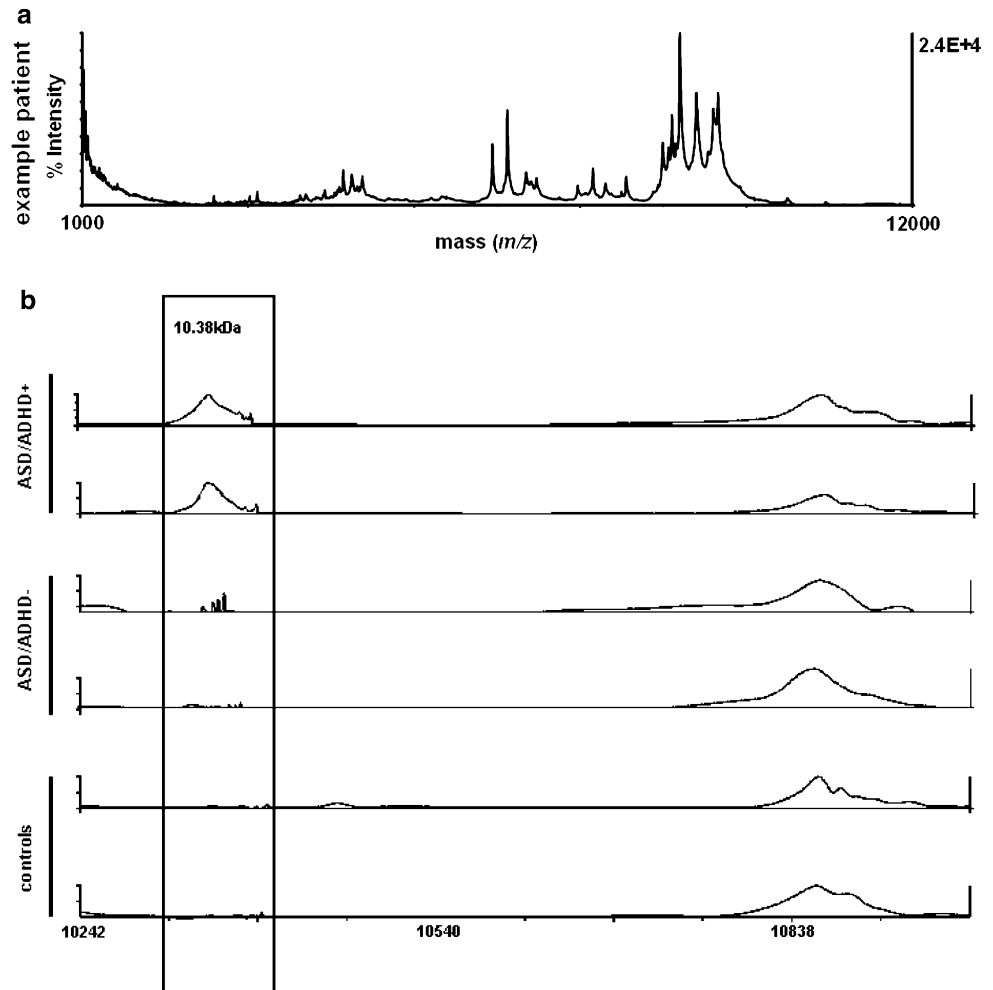 a
example patient
% Intensity
2.4E+4
1000
12000
mass (m/z)
b
10.38kDa
ASD/ADHD+
ASD/ADHD-
controls
10242
10540
10838